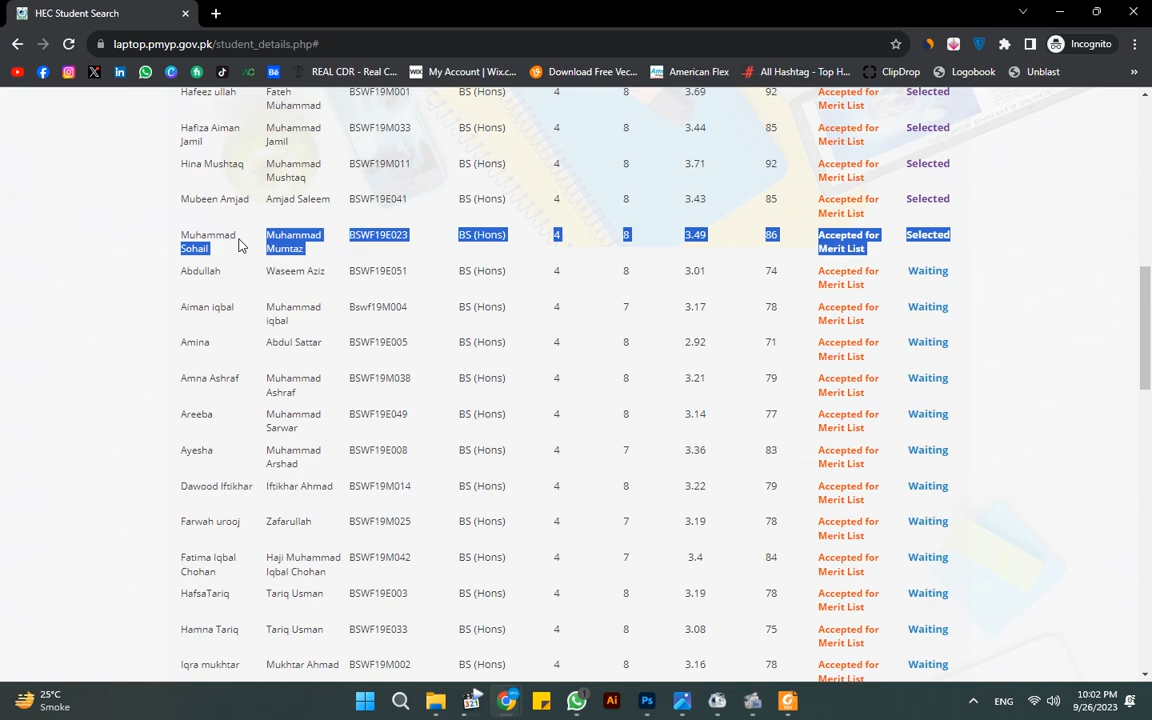 HEC Student Search
laptop.pmyp.gov.pk/student_details.php#
Incognito
REAL CDR - Real C...
My Account | Wix.c...
Download Free Vec...
American Flex
# All Hashtag - Top H...
ClipDrop
Logobook
Unblast
»
Hafeez ullah Fateh BSWF19M001 BS (Hons) 4 8 3.69 92 Accepted for Selected
Muhammad Merit List
Hafiza Aiman Muhammad BSWF19M033 BS (Hons) 4 8 3.44 85 Accepted for Selected
Jamil Jamil Merit List
Hina Mushtaq Muhammad BSWF19M011 BS (Hons) 4 8 3.71 92 Accepted for Selected
Mushtaq Merit List
Mubeen Amjad Amjad Saleem BSWF19E041 BS (Hons) 4 8 3.43 85 Accepted for Selected
Merit List
Muhammad Muhammad BSWF19E023 BS (Hons) 4 8 3.49 86 Accepted for Selected
Sohail Mumtaz Merit List
Abdullah Waseem Aziz BSWF19E051 BS (Hons) 4 8 3.01 74 Accepted for Waiting
Merit List
Aiman iqbal Muhammad Bswf19M004 BS (Hons) 4 7 3.17 78 Accepted for Waiting
iqbal Merit List
Amina Abdul Sattar BSWF19E005 BS (Hons) 4 8 2.92 71 Accepted for Waiting
Merit List
Amna Ashraf Muhammad BSWF19M038 BS (Hons) 4 8 3.21 79 Accepted for Waiting
Ashraf Merit List
Areeba Muhammad BSWF19E049 BS (Hons) 4 8 3.14 77 Accepted for Waiting
Sarwar Merit List
Ayesha Muhammad BSWF19E008 BS (Hons) 4 7 3.36 83 Accepted for Waiting
Arshad Merit List
Dawood Iftikhar Iftikhar Ahmad BSWF19M014 BS (Hons) 4 8 3.22 79 Accepted for Waiting
Merit List
Farwah urooj Zafarullah BSWF19M025 BS (Hons) 4 7 3.19 78 Accepted for Waiting
Merit List
Fatima Iqbal Haji Muhammad BSWF19M042 BS (Hons) 4 7 3.4 84 Accepted for Waiting
Chohan Iqbal Chohan Merit List
HafsaTariq Tariq Usman BSWF19E003 BS (Hons) 4 8 3.19 78 Accepted for Waiting
Merit List
Hamna Tariq Tariq Usman BSWF19E033 BS (Hons) 4 8 3.08 75 Accepted for Waiting
Merit List
Iqra mukhtar Mukhtar Ahmad BSWF19M002 BS (Hons) 4 8 3.16 78 Accepted for Waiting
Merit List
25°C
Smoke
321
Ai
Ps
ENG
10:02 PM
9/26/2023